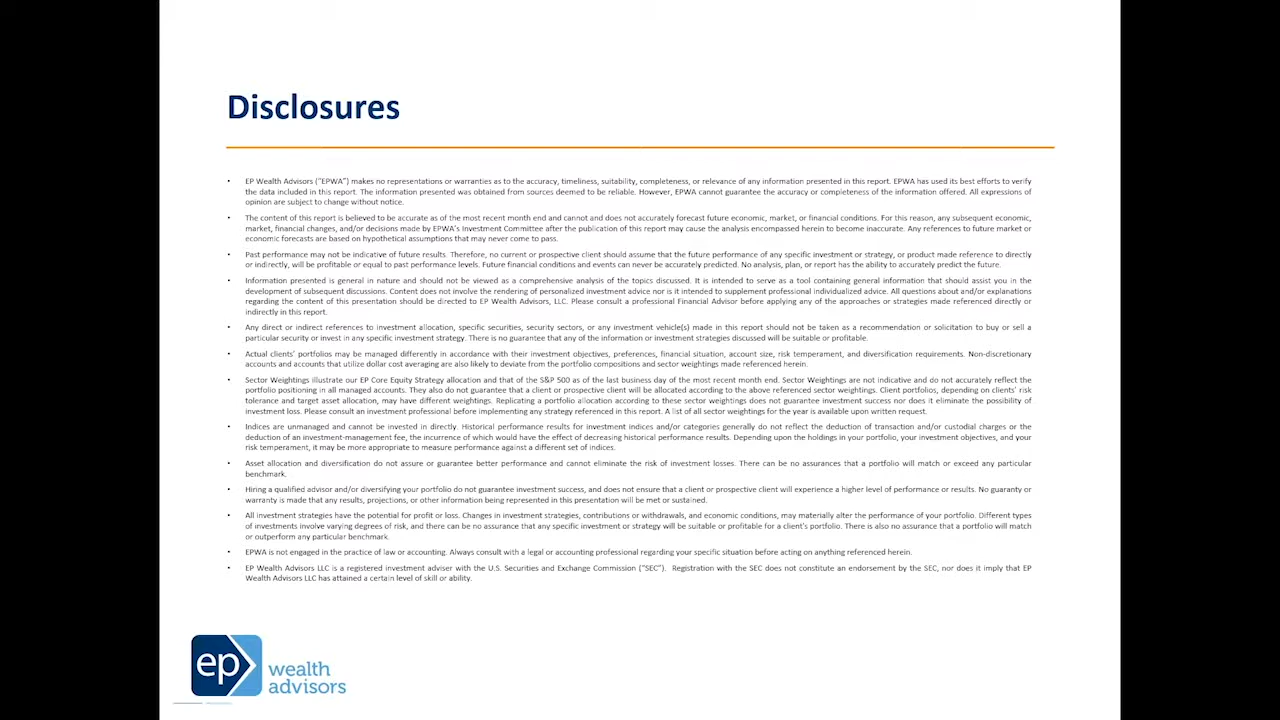 Disclosures
• EP Wealth Advisors (“EPWA”) makes no representations or warranties as to the accuracy, timeliness, suitability, completeness, or relevance of any information presented in this report. EPWA has used its best efforts to verify
the data included in this report. The information presented was obtained from sources deemed to be reliable. However, EPWA cannot guarantee the accuracy or completeness of the information offered. All expressions of
opinion are subject to change without notice.
• The content of this report is believed to be accurate as of the most recent month end and cannot and does not accurately forecast future economic, market, or financial conditions. For this reason, any subsequent economic,
market, financial changes, and/or decisions made by EPWA’s Investment Committee after the publication of this report may cause the analysis encompassed herein to become inaccurate. Any references to future market or
economic forecasts are based on hypothetical assumptions that may never come to pass.
• Past performance may not be indicative of future results. Therefore, no current or prospective client should assume that the future performance of any specific investment or strategy, or product made reference to directly
or indirectly, will be profitable or equal to past performance levels. Future financial conditions and events can never be accurately predicted. No analysis, plan, or report has the ability to accurately predict the future.
• Information presented is general in nature and should not be viewed as a comprehensive analysis of the topics discussed. It is intended to serve as a tool containing general information that should assist you in the
development of subsequent discussions. Content does not involve the rendering of personalized investment advice nor is it intended to supplement professional individualized advice. All questions about and/or explanations
regarding the content of this presentation should be directed to EP Wealth Advisors, LLC. Please consult a professional Financial Advisor before applying any of the approaches or strategies made referenced directly or
indirectly in this report.
• Any direct or indirect references to investment allocation, specific securities, security sectors, or any investment vehicle(s) made in this report should not be taken as a recommendation or solicitation to buy or sell a
particular security or invest in any specific investment strategy. There is no guarantee that any of the information or investment strategies discussed will be suitable or profitable.
• Actual clients’ portfolios may be managed differently in accordance with their investment objectives, preferences, financial situation, account size, risk temperament, and diversification requirements. Non-discretionary
accounts and accounts that utilize dollar cost averaging are also likely to deviate from the portfolio compositions and sector weightings made referenced herein.
• Sector Weightings illustrate our EP Core Equity Strategy allocation and that of the S&P 500 as of the last business day of the most recent month end. Sector Weightings are not indicative and do not accurately reflect the
portfolio positioning in all managed accounts. They also do not guarantee that a client or prospective client will be allocated according to the above referenced sector weightings. Client portfolios, depending on clients’ risk
tolerance and target asset allocation, may have different weightings. Replicating a portfolio allocation according to these sector weightings does not guarantee investment success nor does it eliminate the possibility of
investment loss. Please consult an investment professional before implementing any strategy referenced in this report. A list of all sector weightings for the year is available upon written request.
• Indices are unmanaged and cannot be invested in directly. Historical performance results for investment indices and/or categories generally do not reflect the deduction of transaction and/or custodial charges or the
deduction of an investment-management fee, the incurrence of which would have the effect of decreasing historical performance results. Depending upon the holdings in your portfolio, your investment objectives, and your
risk temperament, it may be more appropriate to measure performance against a different set of indices.
• Asset allocation and diversification do not assure or guarantee better performance and cannot eliminate the risk of investment losses. There can be no assurances that a portfolio will match or exceed any particular
benchmark.
• Hiring a qualified advisor and/or diversifying your portfolio do not guarantee investment success, and does not ensure that a client or prospective client will experience a higher level of performance or results. No guaranty or
warranty is made that any results, projections, or other information being represented in this presentation will be met or sustained.
• All investment strategies have the potential for profit or loss. Changes in investment strategies, contributions or withdrawals, and economic conditions, may materially alter the performance of your portfolio. Different types
of investments involve varying degrees of risk, and there can be no assurance that any specific investment or strategy will be suitable or profitable for a client’s portfolio. There is also no assurance that a portfolio will match
or outperform any particular benchmark.
• EPWA is not engaged in the practice of law or accounting. Always consult with a legal or accounting professional regarding your specific situation before acting on anything referenced herein.
• EP Wealth Advisors LLC is a registered investment adviser with the U.S. Securities and Exchange Commission (“SEC”). Registration with the SEC does not constitute an endorsement by the SEC, nor does it imply that EP
Wealth Advisors LLC has attained a certain level of skill or ability.
ep
wealth
advisors